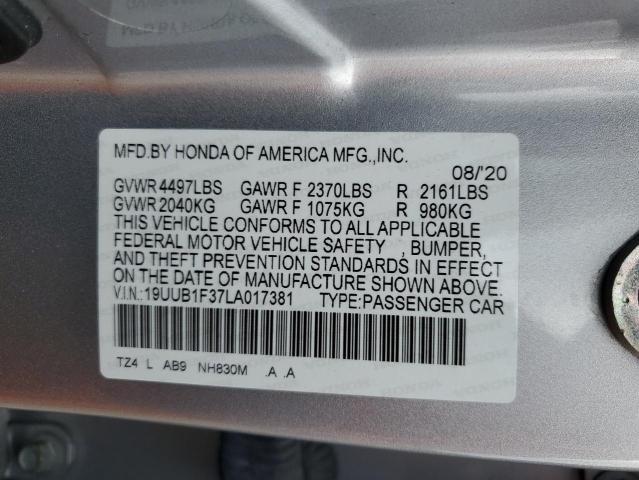 MFD.BY HONDA OF AMERICA MFG.,INC.
08/'20
GVWR 4497LBS GAWR F 2370LBS R 2161LBS
GVWR 2040KG GAWR F 1075KG R 980KG
THIS VEHICLE CONFORMS TO ALL APPLICABLE
FEDERAL MOTOR VEHICLE SAFETY , BUMPER,
AND THEFT PREVENTION STANDARDS IN EFFECT
ON THE DATE OF MANUFACTURE SHOWN ABOVE.
V.I.N.:19UUB1F37LA017381 TYPE:PASSENGER CAR
TZ4 L AB9 NH830M .A .A